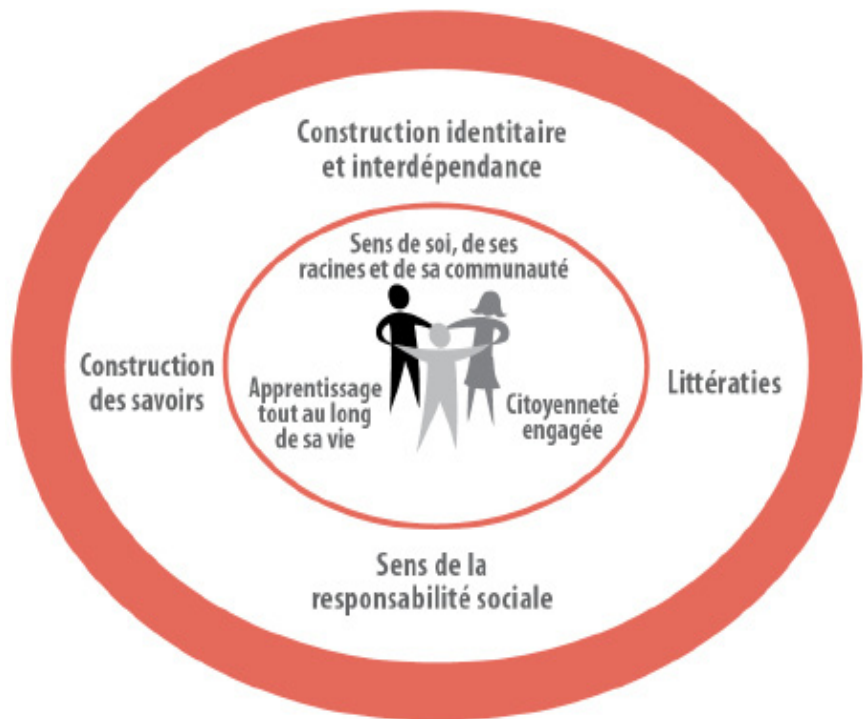 Construction identitaire
et interdépendance
Sens de soi, de ses
racines et de sa communauté
Construction
des savoirs
Apprentissage
tout au long
de sa vie
Citoyenneté
engagée
Littératies
Sens de la
responsabilité sociale